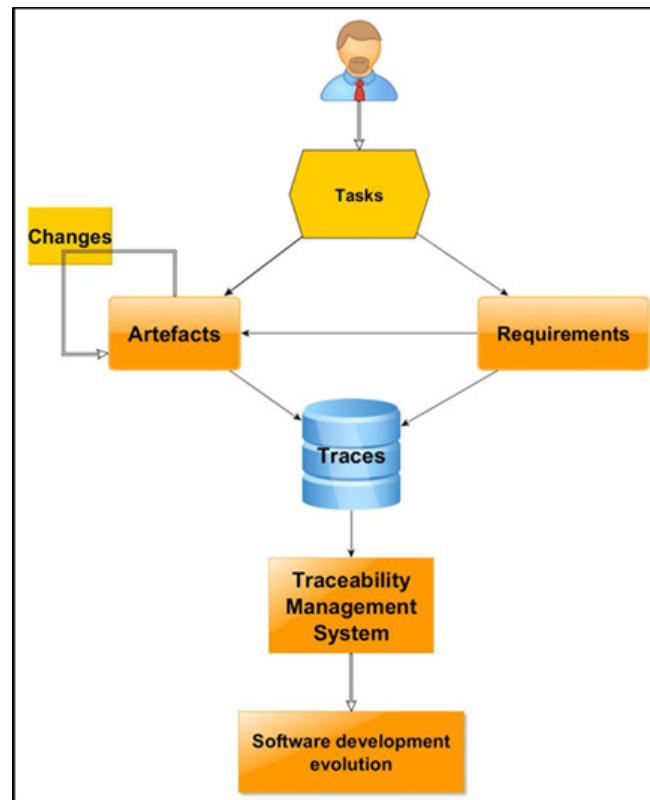 Tasks
Changes
Artefacts
Requirements
Traces
Traceability
Management
System
Software development
evolution